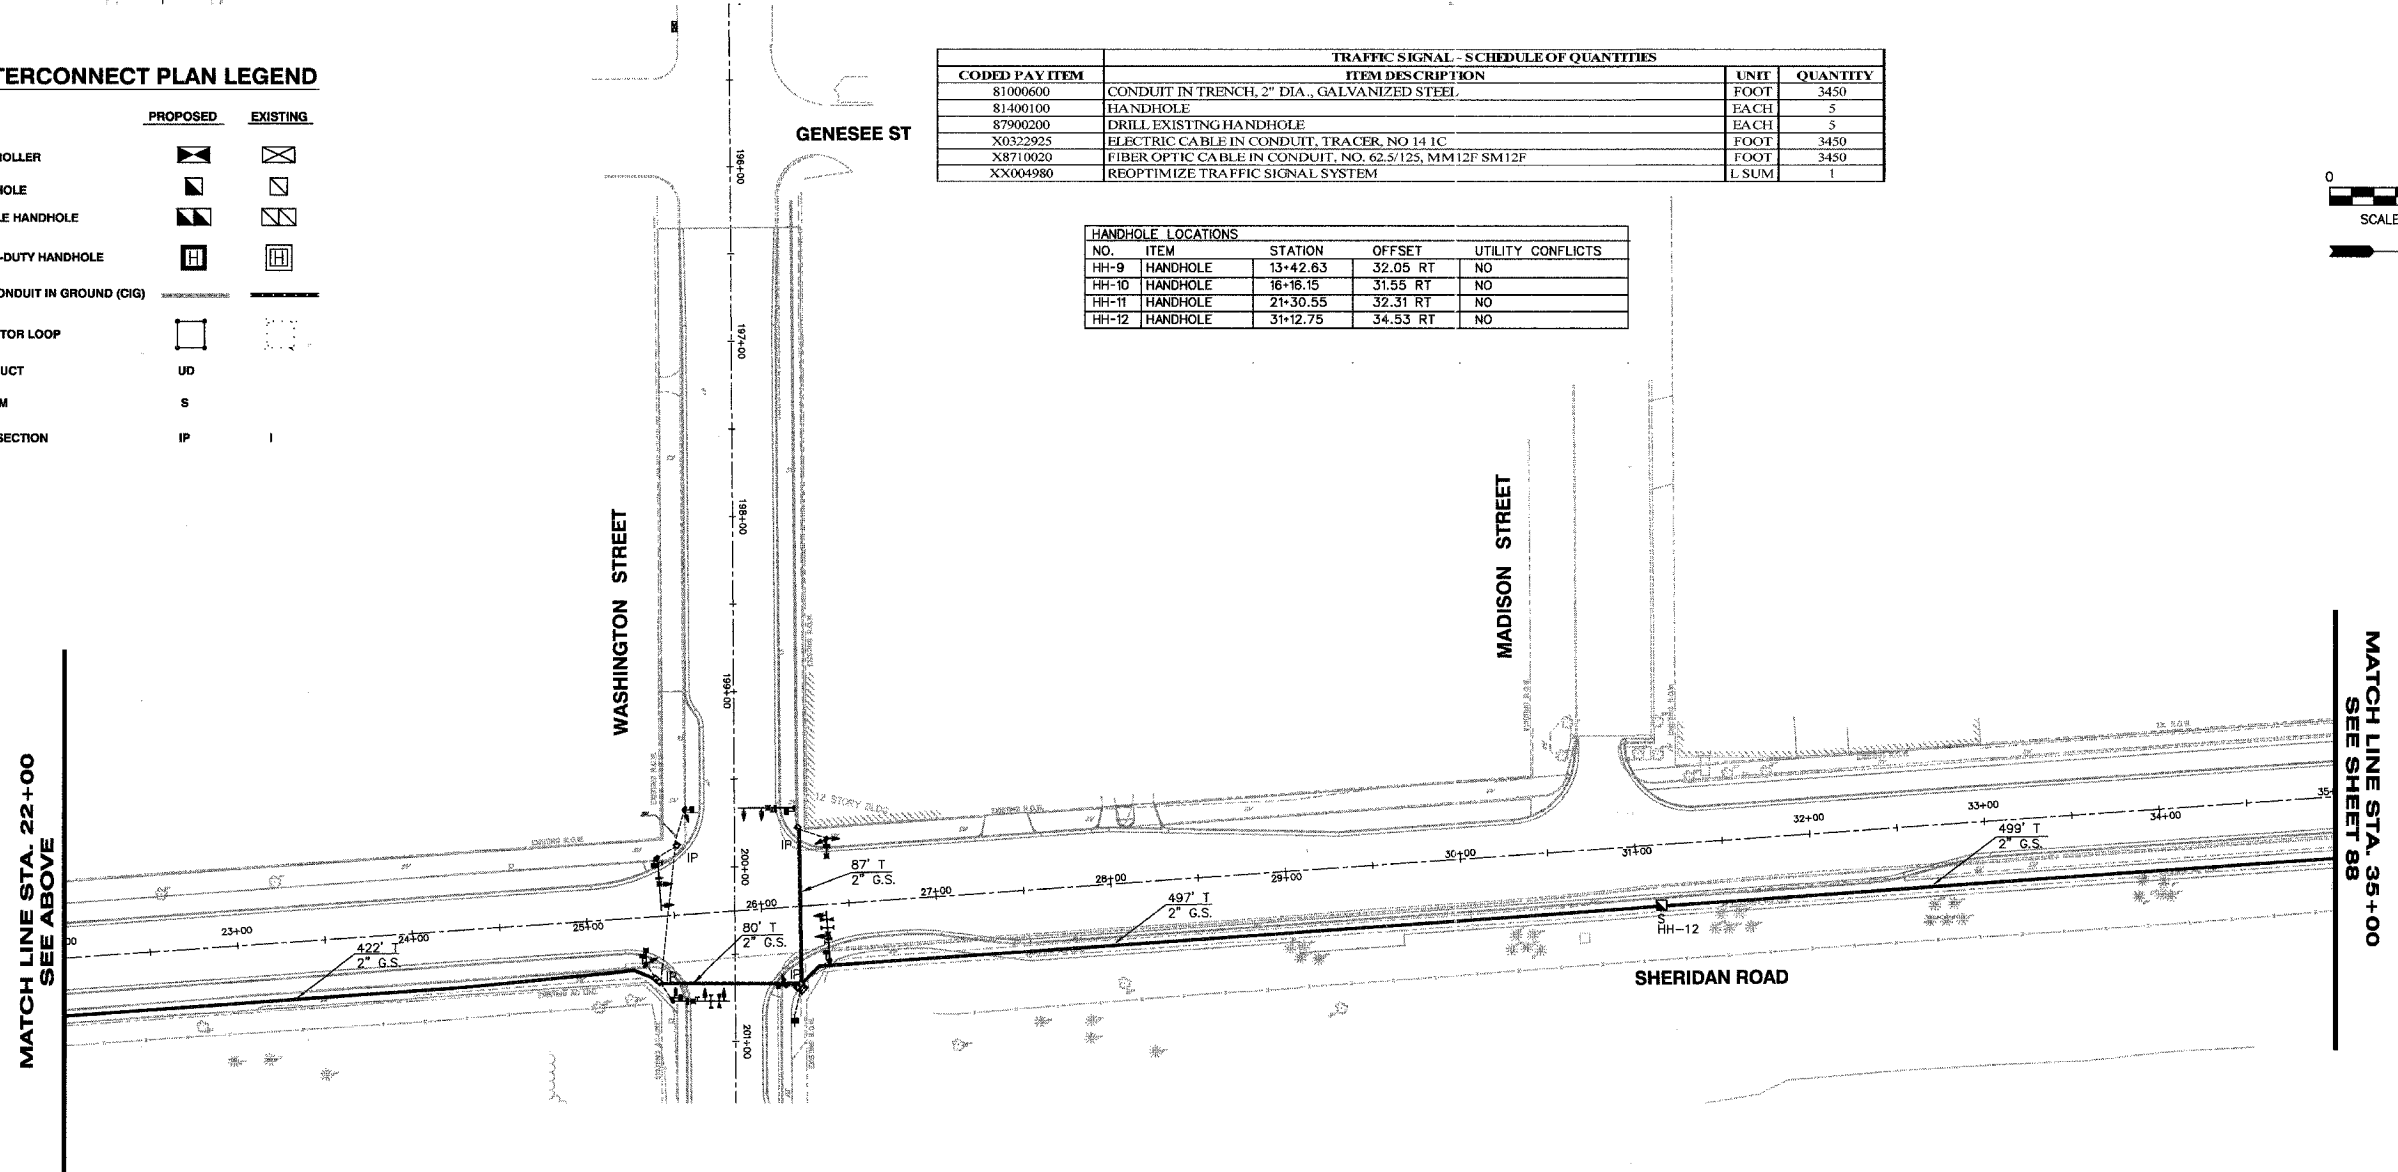 TERCONNECT PLAN LEGEND
PROPOSED EXISTING
ROLLER
HOLE
LE HANDHOLE
-DUTY HANDHOLE
H H
ONDUIT IN GROUND (CIG)
TOR LOOP
UCT UD
M S
SECTION IP I
TRAFFIC SIGNAL - SCHEDULE OF QUANTITIES
CODED PAY ITEM ITEM DESCRIPTION UNIT QUANTITY
81000600 CONDUIT IN TRENCH, 2" DIA., GALVANIZED STEEL FOOT 3450
81400100 HANDHOLE EACH 5
87900200 DRILL EXISTING HANDHOLE EACH 5
X0322925 ELECTRIC CABLE IN CONDUIT, TRACER, NO 14 1C FOOT 3450
X8710020 FIBER OPTIC CABLE IN CONDUIT, NO. 62.5/125, MM12F SM12F FOOT 3450
XX004980 REOPTIMIZE TRAFFIC SIGNAL SYSTEM L SUM 1
HANDHOLE LOCATIONS
NO. ITEM STATION OFFSET UTILITY CONFLICTS
HH-9 HANDHOLE 13+42.63 32.05 RT NO
HH-10 HANDHOLE 16+16.15 31.55 RT NO
HH-11 HANDHOLE 21+30.55 32.31 RT NO
HH-12 HANDHOLE 31+12.75 34.53 RT NO
0
SCALE
GENESEE ST
196+00
197+00
198+00
199+00
200+00
201+00
WASHINGTON STREET
MADISON STREET
12 STORY BLDG
EXISTING R.O.W.
EXISTING R.O.W.
IP
IP
IP
IP
87' T
2" G.S.
80' T
2" G.S.
422' T
2" G.S.
497' T
2" G.S.
499' T
2" G.S.
00
23+00
24+00
25+00
26+00
27+00
28+00
29+00
30+00
31+00
32+00
33+00
34+00
35+
S
HH-12
SHERIDAN ROAD
MATCH LINE STA. 22+00
SEE ABOVE
MATCH LINE STA. 35+00
SEE SHEET 88